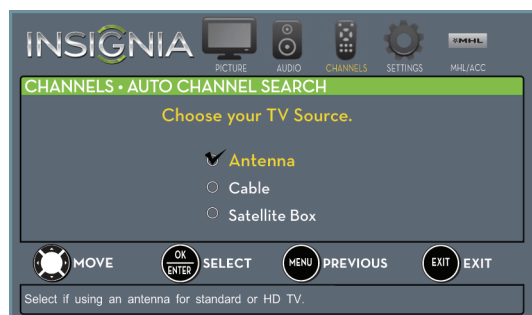 INSIGNIA
PICTURE AUDIO CHANNELS SETTINGS MHL MHL/ACC
CHANNELS • AUTO CHANNEL SEARCH
Choose your TV Source.
Antenna
Cable
Satellite Box
MOVE OK ENTER SELECT MENU PREVIOUS EXIT EXIT
Select if using an antenna for standard or HD TV.